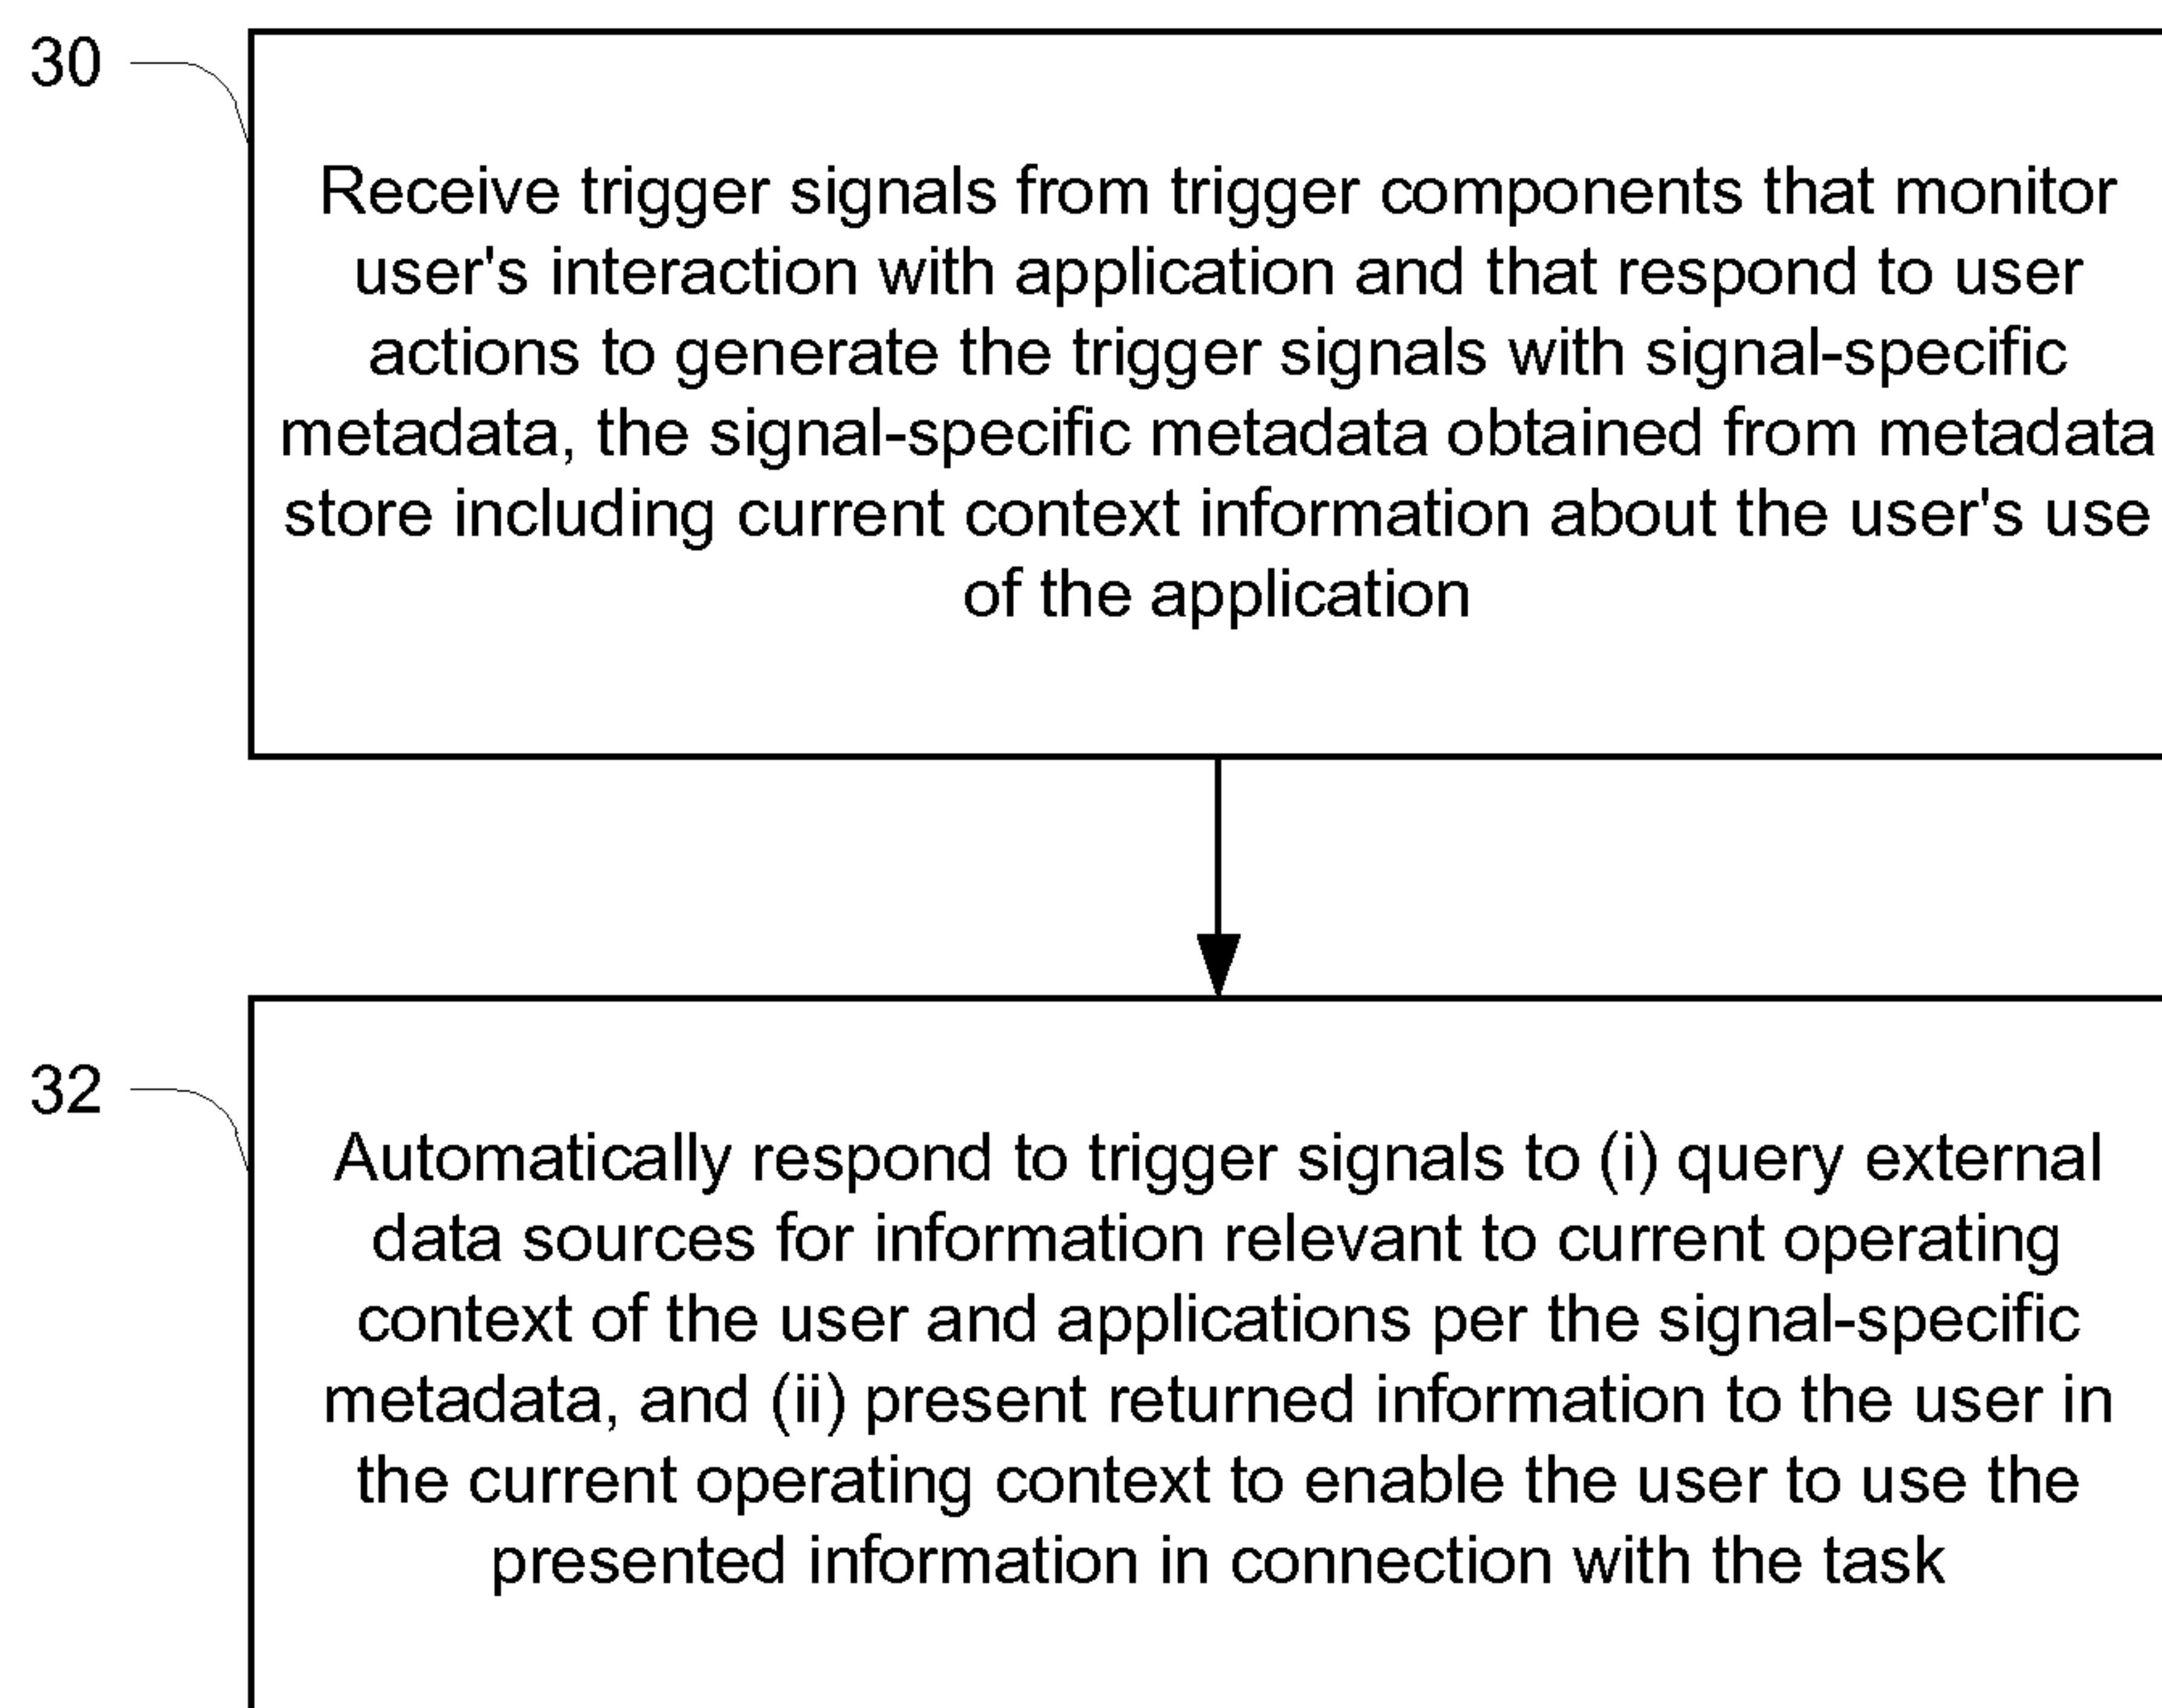 30
Receive trigger signals from trigger components that monitor
user's interaction with application and that respond to user
actions to generate the trigger signals with signal-specific
metadata, the signal-specific metadata obtained from metadata
store including current context information about the user's use
of the application
32
Automatically respond to trigger signals to (i) query external
data sources for information relevant to current operating
context of the user and applications per the signal-specific
metadata, and (ii) present returned information to the user in
the current operating context to enable the user to use the
presented information in connection with the task